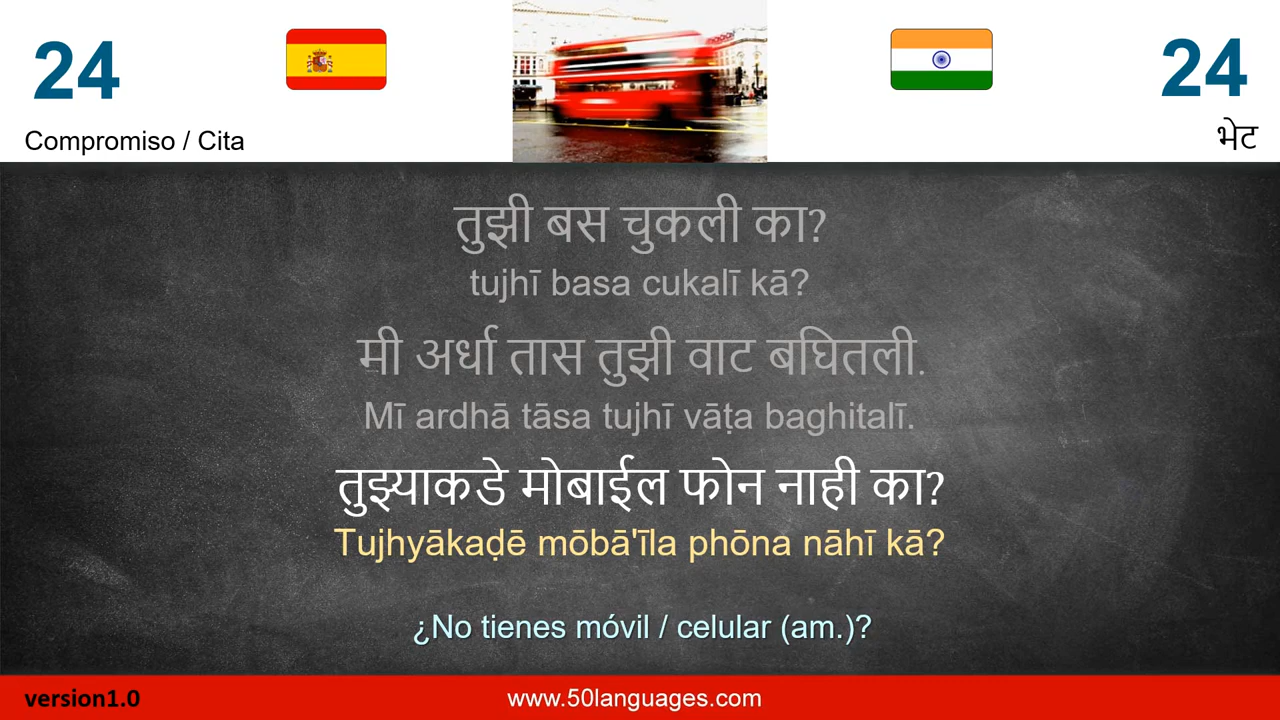 24
24
Compromiso / Cita
भेट
तुझी बस चुकली का?
tujhī basa cukalī kā?
मी अर्धा तास तुझी वाट बघितली.
Mī ardhā tāsa tujhī vāṭa baghitalī.
तुझ्याकडे मोबाईल फोन नाही का?
Tujhyākaḍē mōbā'īla phōna nāhī kā?
¿No tienes móvil / celular (am.)?
version1.0
www.50languages.com